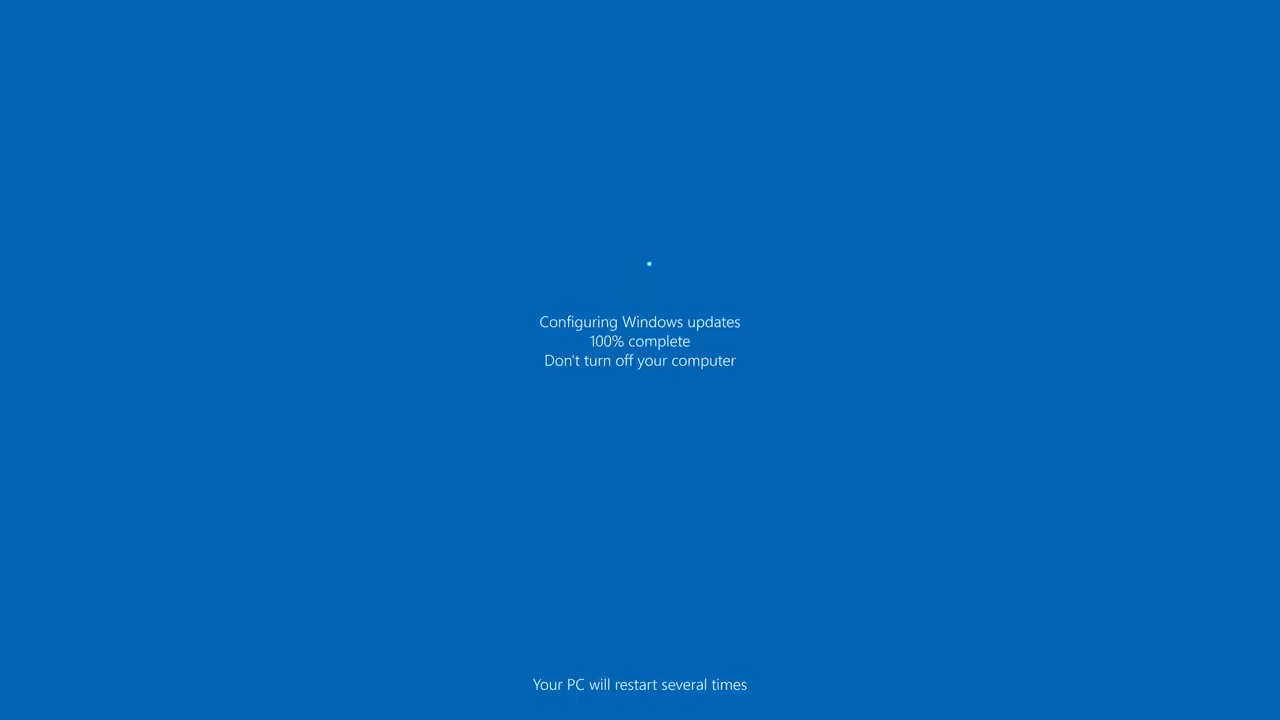 Configuring Windows updates
100% complete
Don't turn off your computer
Your PC will restart several times